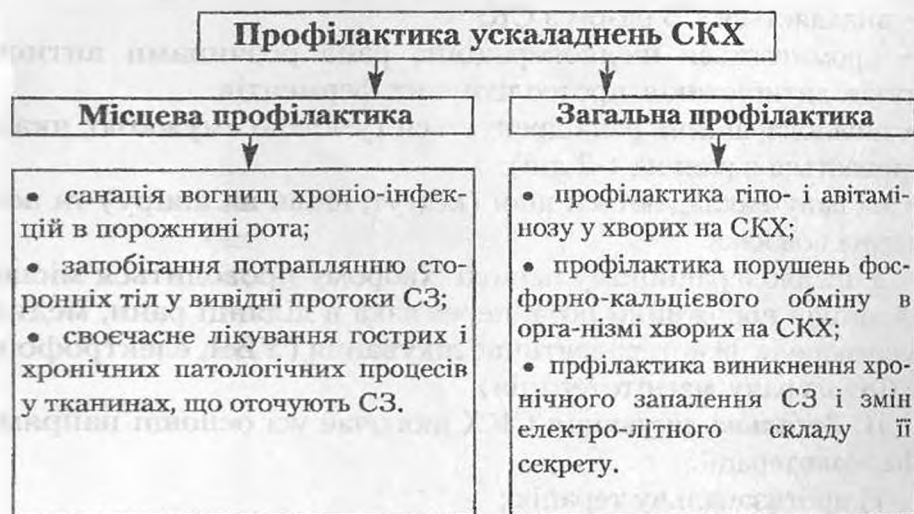 Профілактика ускаладнень СКХ
Місцева профілактика
• санація вогнищ хроніо-інфек-
цій в порожнині рота;
• запобігання потраплянню сто-
ронніх тіл у вивідні протоки СЗ;
• своєчасне лікування гострих і
хронічних патологічних процесів
у тканинах, що оточують СЗ.
Загальна профілактика
• профілактика гіпо- і авітамі-
нозу у хворих на СКХ;
• профілактика порушень фос-
форно-кальцієвого обміну в
орга-нізмі хворих на СКХ;
• прфілактика виникнення хро-
нічного запалення СЗ змін
електро-літного складу її
секрету.